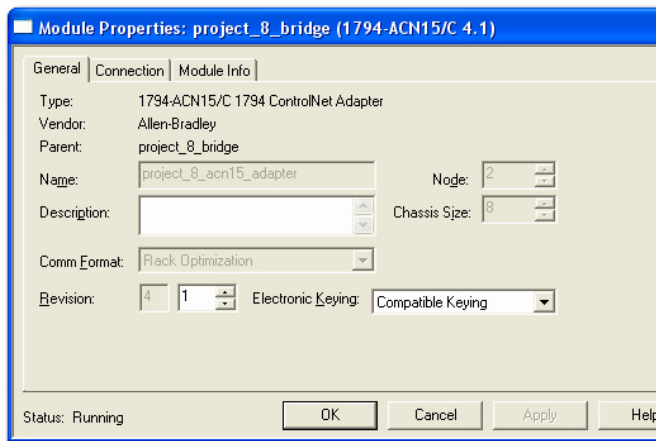 Module Properties: project_8_bridge (1794-ACN15/C 4.1)
General Connection Module Info
Type: 1794-ACN15/C 1794 ControlNet Adapter
Vendor: Allen-Bradley
Parent: project_8_bridge
Name: project_8_acn15_adapter Node: 2
Description: Chassis Size: 8
Comm Format: Rack Optimization
Revision: 4 1 Electronic Keying: Compatible Keying
Status: Running OK Cancel Apply Help